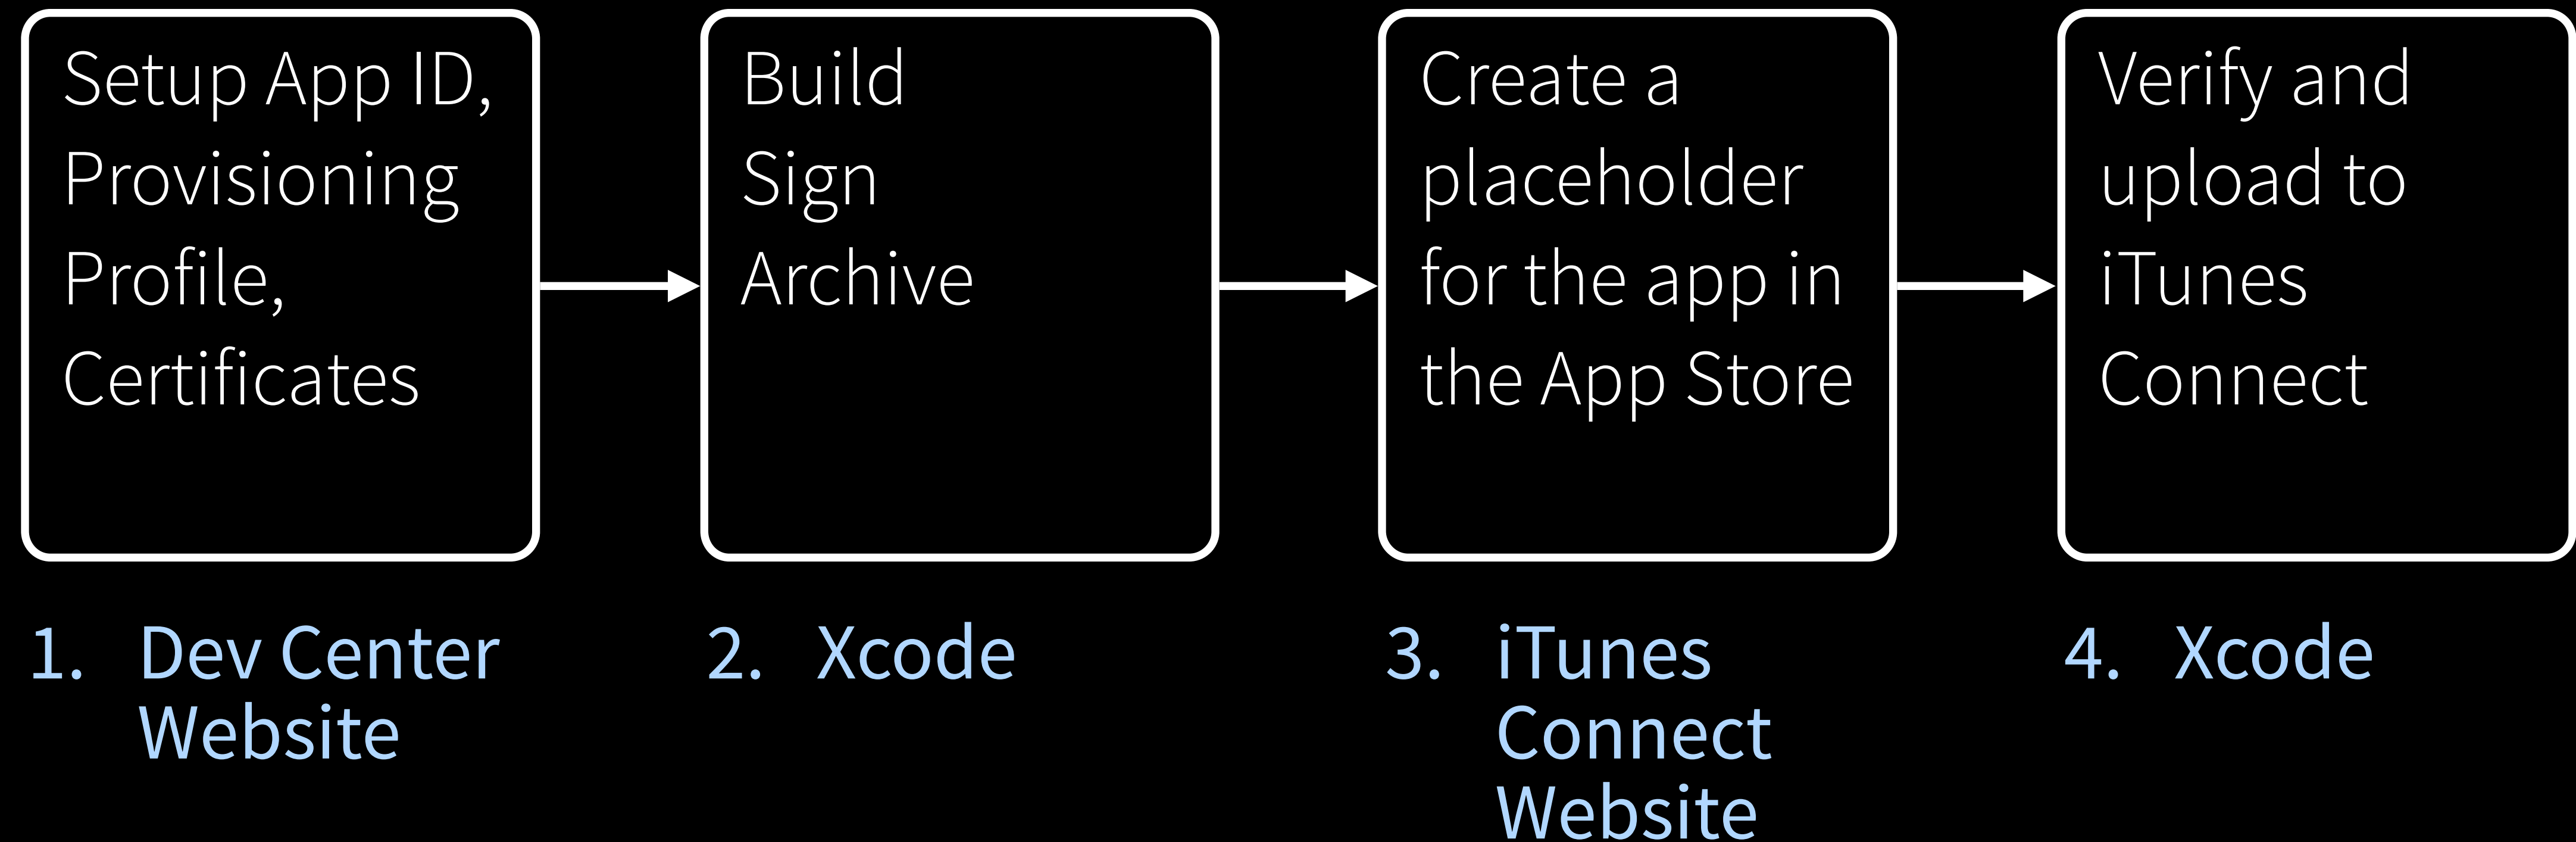 Setup App ID,
Provisioning
Profile,
Certificates
Build
Sign
Archive
Create a
placeholder
for the app in
the App Store
Verify and
upload to
iTunes
Connect
1. Dev Center
Website
2. Xcode
3. iTunes
Connect
Website
4. Xcode